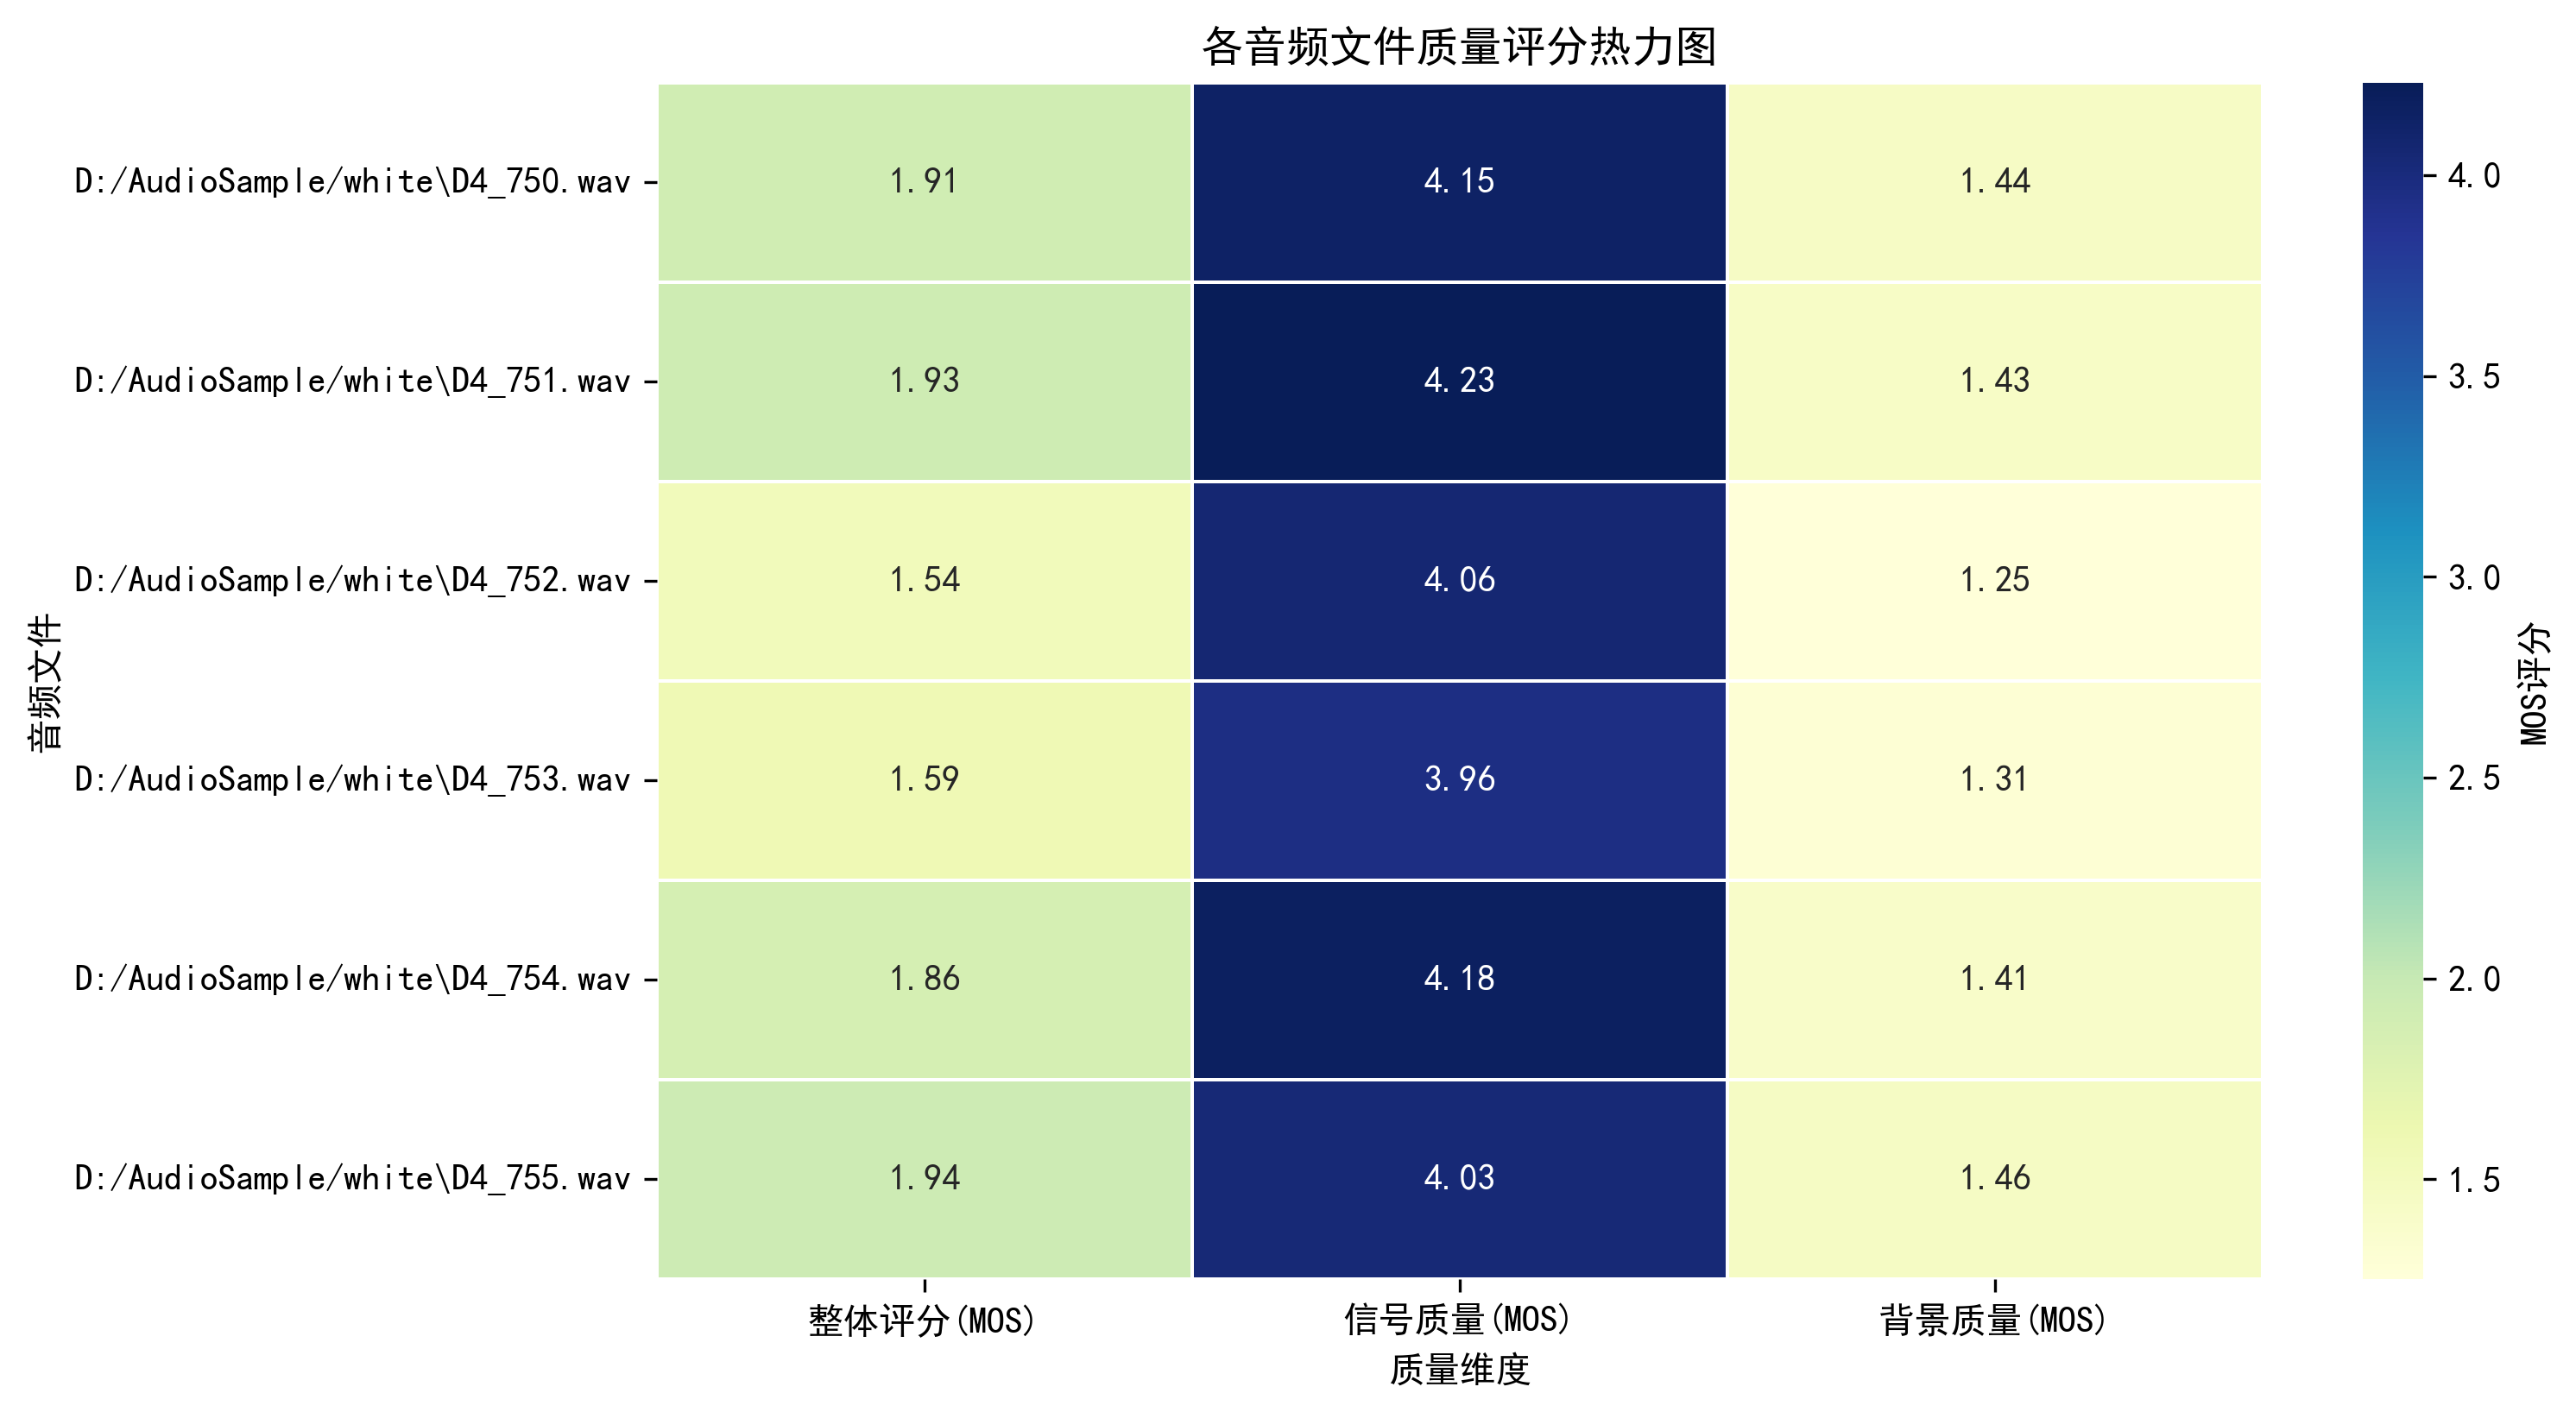 各音频文件质量评分热力图
音频文件
D:/AudioSample/white\D4_750.wav 1.91 4.15 1.44
D:/AudioSample/white\D4_751.wav 1.93 4.23 1.43
D:/AudioSample/white\D4_752.wav 1.54 4.06 1.25
D:/AudioSample/white\D4_753.wav 1.59 3.96 1.31
D:/AudioSample/white\D4_754.wav 1.86 4.18 1.41
D:/AudioSample/white\D4_755.wav 1.94 4.03 1.46
整体评分(MOS) 信号质量(MOS) 背景质量(MOS)
质量维度
4.0
3.5
3.0
2.5
2.0
1.5
MOS评分